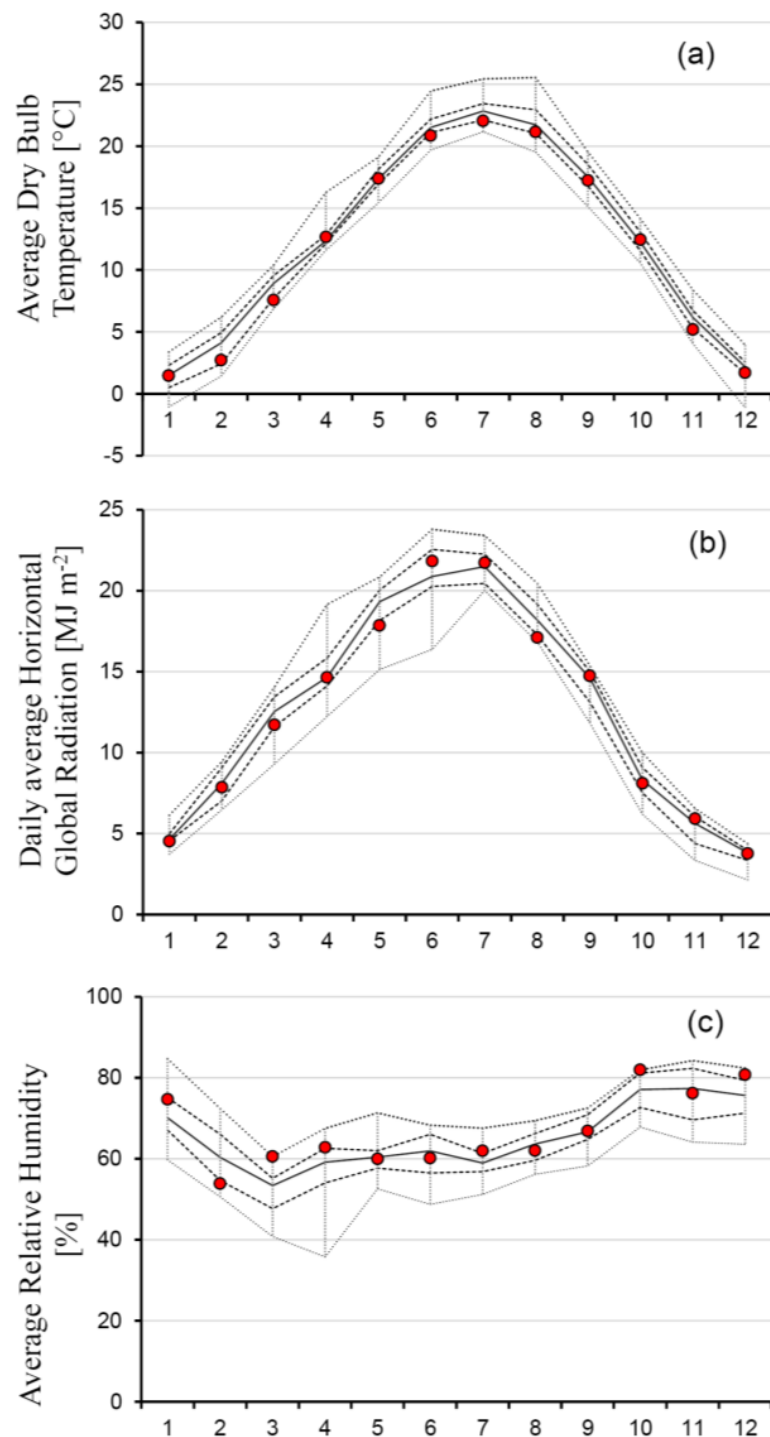 (a)
Average Dry Bulb
Temperature [°C]
30
25
20
15
10
5
0
-5
1 2 3 4 5 6 7 8 9 10 11 12
(b)
Daily average Horizontal
Global Radiation [MJ m⁻²]
25
20
15
10
5
0
1 2 3 4 5 6 7 8 9 10 11 12
(c)
Average Relative Humidity
[%]
100
80
60
40
20
0
1 2 3 4 5 6 7 8 9 10 11 12